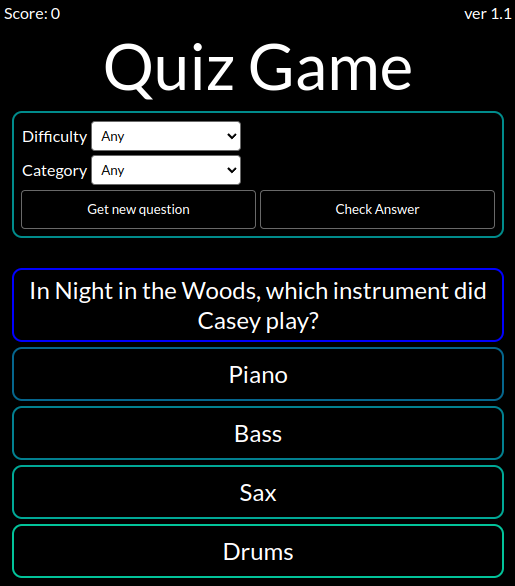 Score: 0
ver 1.1
Quiz Game
Difficulty Any
Category Any
Get new question
Check Answer
In Night in the Woods, which instrument did
Casey play?
Piano
Bass
Sax
Drums